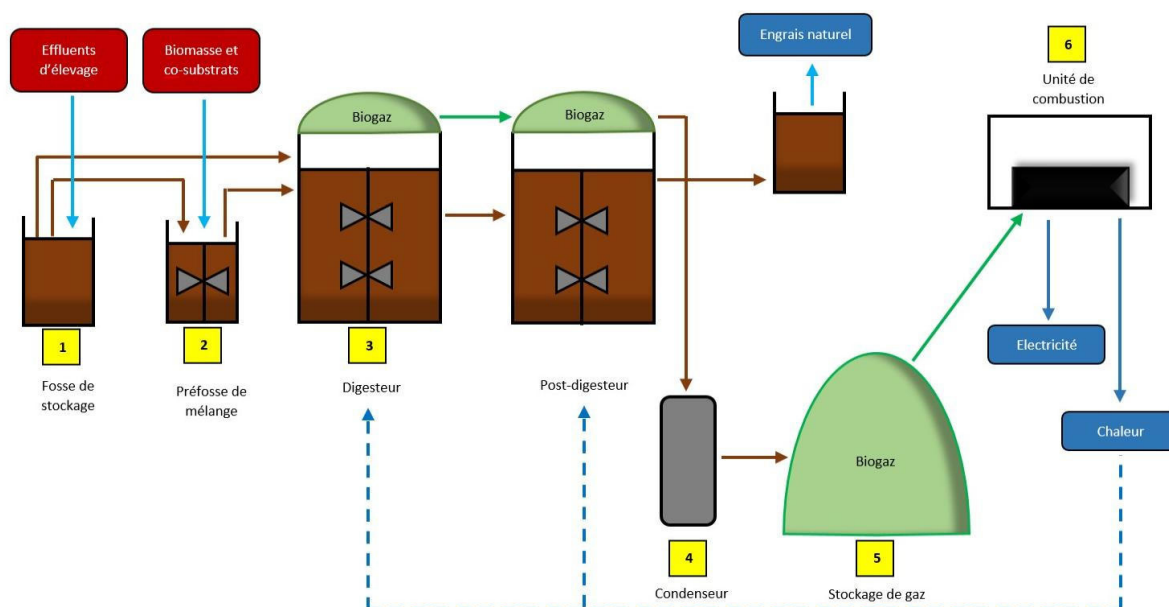 Effluents
d'élevage
Biomasse et
co-substrats
Engrais naturel
6
Unité de
combustion
Biogaz
Biogaz
1
Fosse de
stockage
2
Préfosse de
mélange
3
Digesteur
Post-digesteur
Electricité
Chaleur
Biogaz
4
Condenseur
5
Stockage de gaz